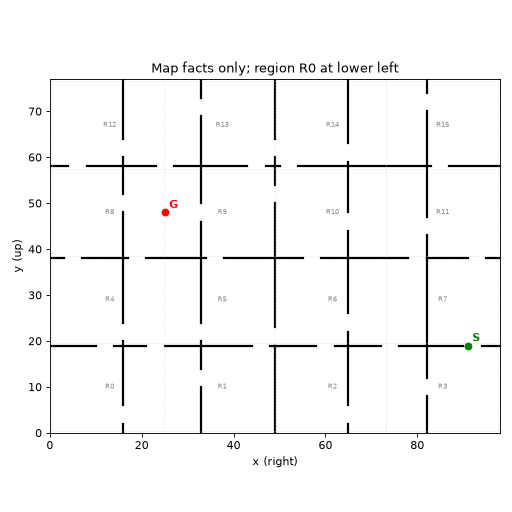 Map facts only; region R0 at lower left
R12 R13 R14 R15
R8 G R9 R10 R11
R4 R5 R6 R7
S
R0 R1 R2 R3
70
60
50
40
30
20
10
0
0 20 40 60 80
y (up)
x (right)